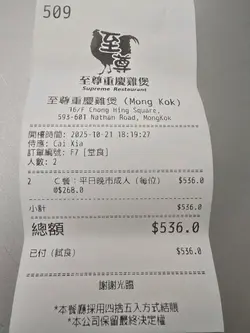 509
至尊
至尊重慶雞煲
Supreme Restaurant
至尊重慶雞煲 (Mong Kok)
16/F Chong Hing Square,
593-601 Nathan Road, MongKok
開檯時間: 2025-10-21 18:19:27
侍應: Cai Xia
訂單編號: F7 [堂食]
人數: 2
2 C餐：平日晚市成人 (每位) $536.0
@$268.0
小計 $536.0
總額 $536.0
已付 (試食) $536.0
謝謝光臨
*本餐廳採用四捨五入方式結賬
*本公司保留最終決定權